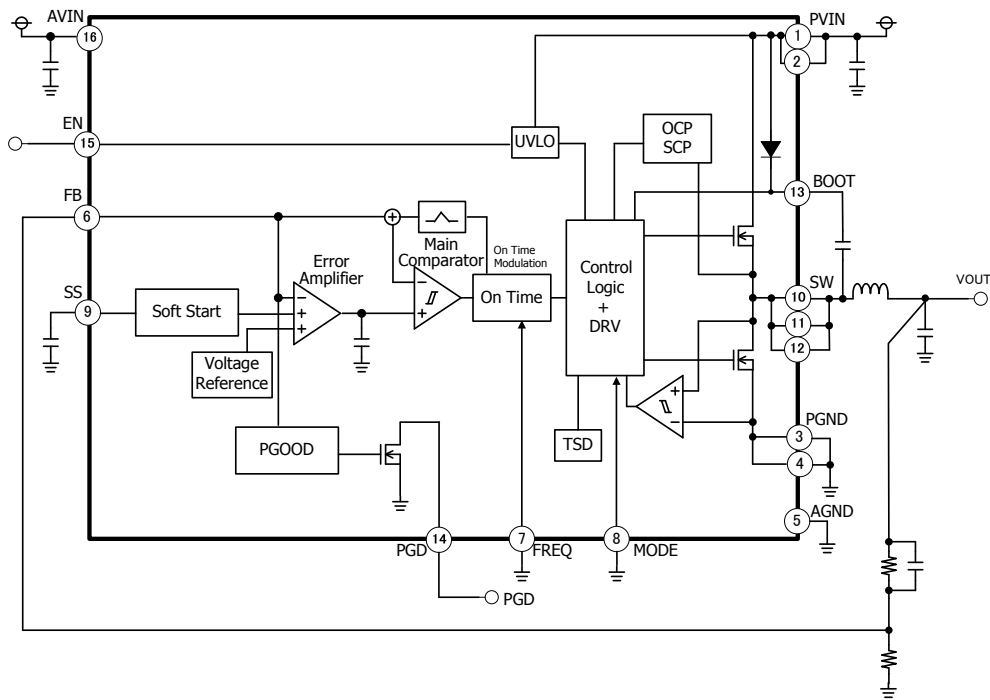 AVIN
16
PVIN
1
2
EN
15
UVLO
OCP
SCP
13
BOOT
FB
6
+
Main
Comparator
On Time
Modulation
Error
Amplifier
Control
Logic
+
DRV
SS
9
Soft Start
−
+
+
−
+
On Time
SW
10
11
12
VOUT
Voltage
Reference
+
−
PGOOD
TSD
PGND
3
4
AGND
5
PGD
14
7
FREQ
8
MODE
PGD